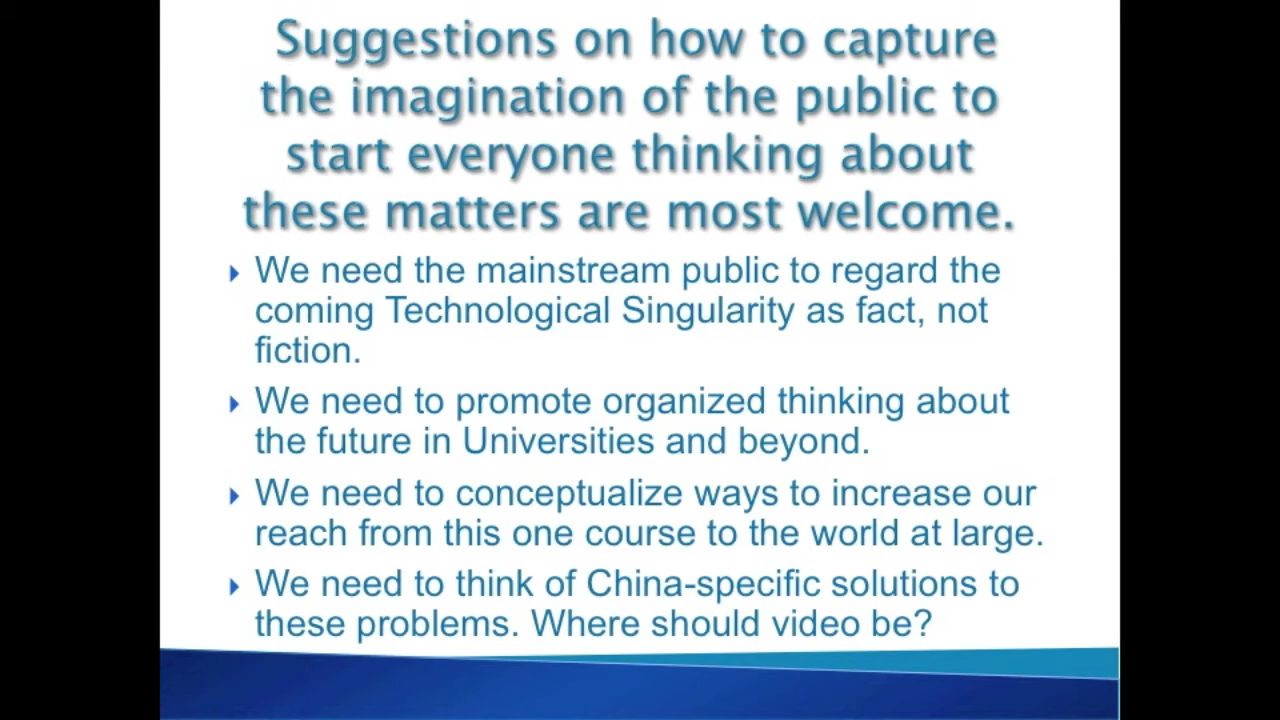 Suggestions on how to capture
the imagination of the public to
start everyone thinking about
these matters are most welcome.
We need the mainstream public to regard the
coming Technological Singularity as fact, not
fiction.
We need to promote organized thinking about
the future in Universities and beyond.
We need to conceptualize ways to increase our
reach from this one course to the world at large.
We need to think of China-specific solutions to
these problems. Where should video be?